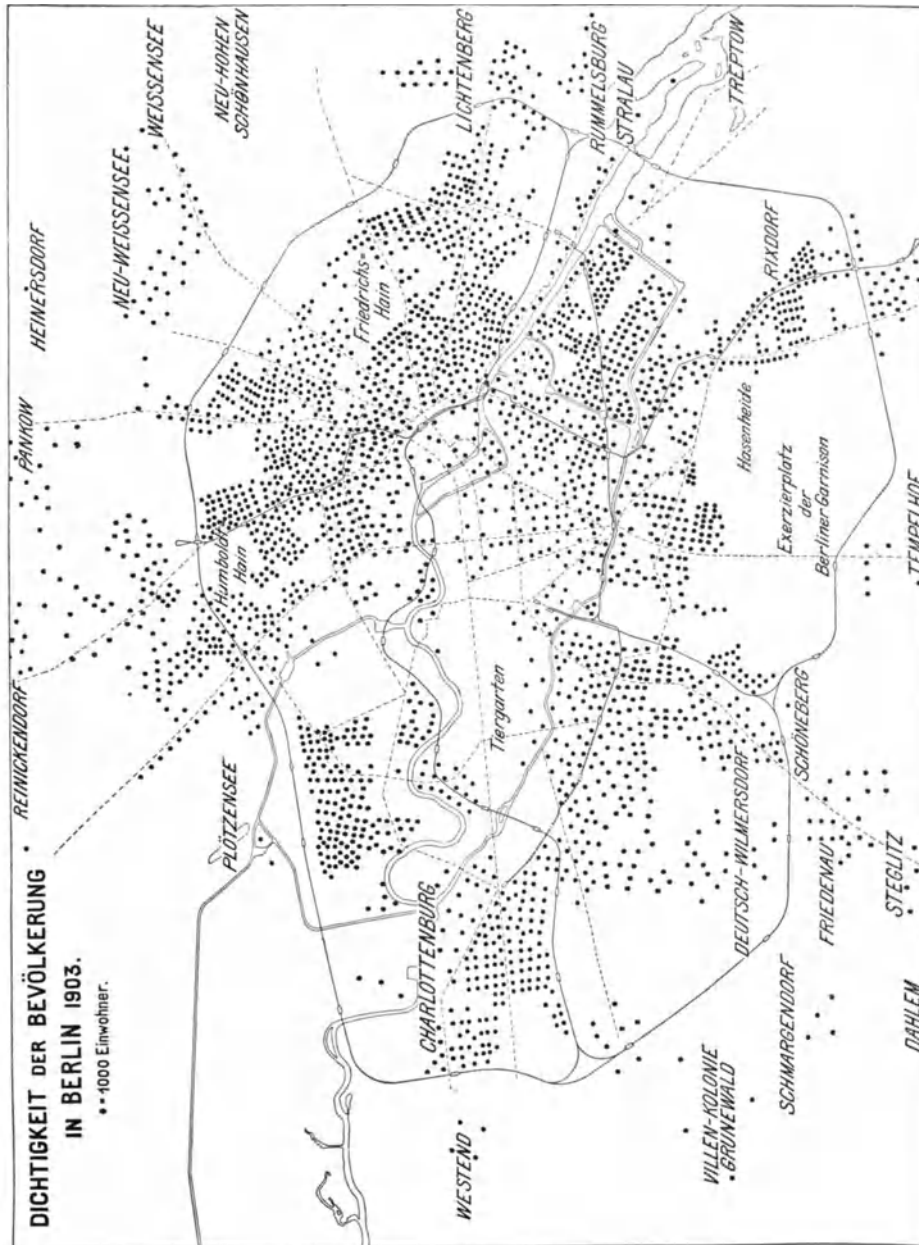 DICHTIGKEIT DER BEVÖLKERUNG
IN BERLIN 1903.
• = 1000 Einwohner.
REINICKENDORF
PANKOW
HEINERSDORF
NEU-WEISSENSEE
WEISSENSEE
NEU-HOHEN
SCHÖNHAUSEN
PLÖTZENSEE
Humboldt
Hain
Friedrichs-
Hain
LICHTENBERG
RUMMELSBURG
STRALAU
TREPTOW
CHARLOTTENBURG
Tiergarten
WESTEND
RIXDORF
Hasenheide
Exerzierplatz
der
Berliner Garnison
VILLEN-KOLONIE
GRUNEWALD
DEUTSCH-WILMERSDORF
SCHÖNEBERG
SCHMARGENDORF
FRIEDENAU
DAHLEM
STEGLITZ
TEMPELHOF